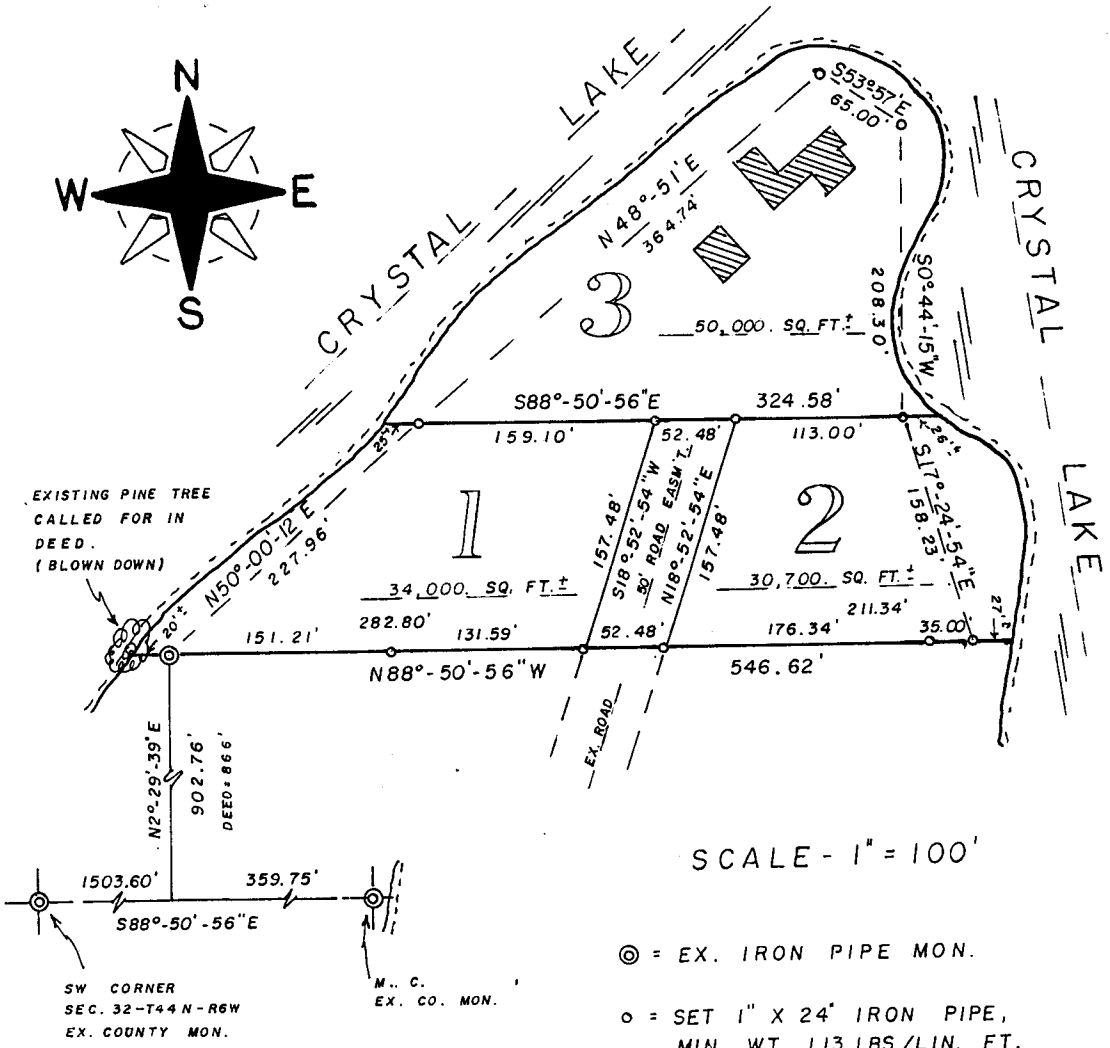 N
W E
S
CRYSTAL LAKE
CRYSTAL LAKE
S53°57'E
65.00'
N48°-51'E
364.74'
3
50,000. SQ. FT.±
208.30'
S0°-44'-15"W
S88°-50'-56"E 324.58'
159.10' 52.48' 113.00'
25'±
26'±
EXISTING PINE TREE
CALLED FOR IN
DEED.
(BLOWN DOWN)
N50°-00-12 E
227.96'
20'±
1
34,000. SQ. FT.±
157.48'
S18°-52'-54"W
50' ROAD EASM'T
N18°-52'-54"E
157.48'
2
30,700. SQ. FT.±
S17°-24'-54"E
158.23'
27'±
282.80' 211.34'
151.21' 131.59' 52.48' 176.34' 35.00'
N88°-50'-56"W 546.62'
EX. ROAD
N2°-29'-39"E
902.76'
DEED=866'
1503.60' 359.75'
S88°-50'-56"E
SW CORNER
SEC. 32-T44N-R6W
EX. COUNTY MON.
M. C.
EX. CO. MON.
SCALE - 1" = 100'
= EX. IRON PIPE MON.
= SET 1" X 24" IRON PIPE,
MIN. WT. 1.13 LBS./LIN. FT.